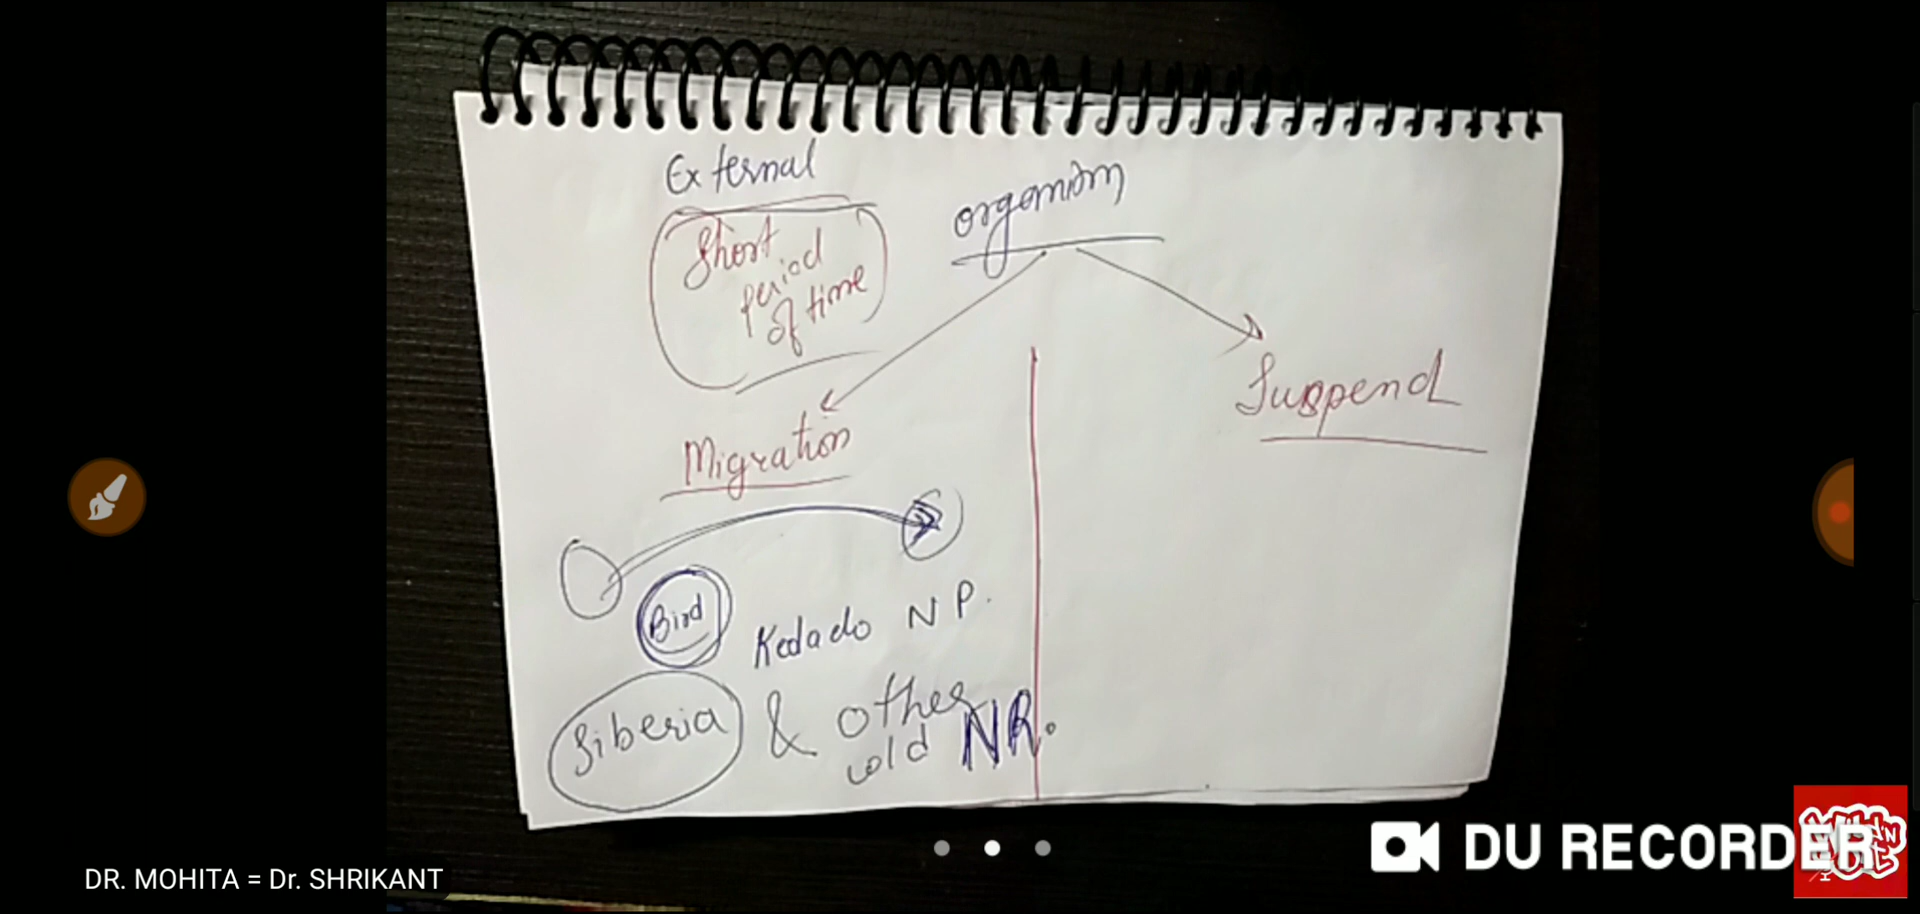 External
Short
period
of time
organism
Migration
Suspend
Bird
Kedado NP.
Siberia & other
cold NR.
DR. MOHITA = Dr. SHRIKANT
DU RECORDER